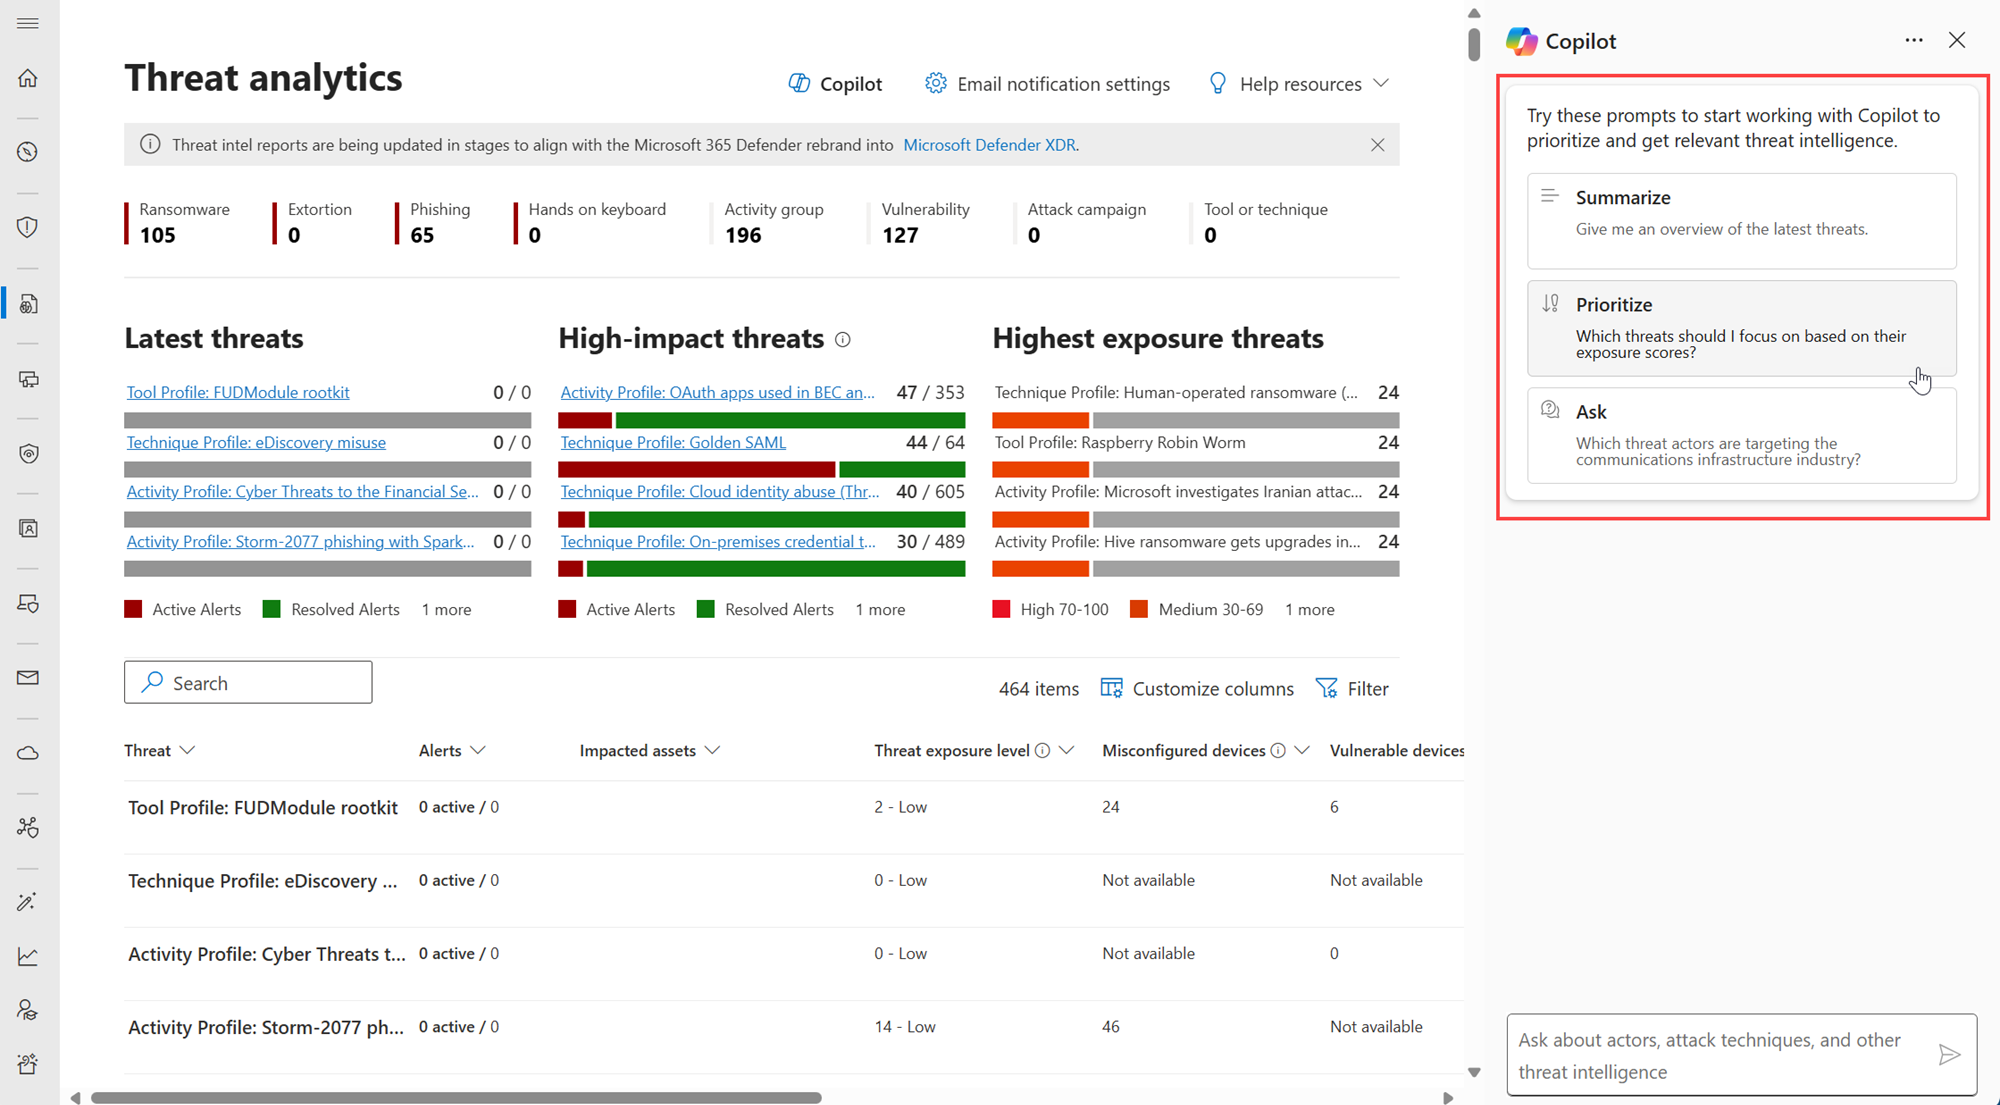 Threat analytics
Copilot
Email notification settings
Help resources
Threat intel reports are being updated in stages to align with the Microsoft 365 Defender rebrand into Microsoft Defender XDR.
Ransomware
105
Extortion
0
Phishing
65
Hands on keyboard
0
Activity group
196
Vulnerability
127
Attack campaign
0
Tool or technique
0
Latest threats
Tool Profile: FUDModule rootkit 0 / 0
Technique Profile: eDiscovery misuse 0 / 0
Activity Profile: Cyber Threats to the Financial Se... 0 / 0
Activity Profile: Storm-2077 phishing with Spark... 0 / 0
Active Alerts Resolved Alerts 1 more
High-impact threats
Activity Profile: OAuth apps used in BEC an... 47 / 353
Technique Profile: Golden SAML 44 / 64
Technique Profile: Cloud identity abuse (Thr... 40 / 605
Technique Profile: On-premises credential t... 30 / 489
Active Alerts Resolved Alerts 1 more
Highest exposure threats
Technique Profile: Human-operated ransomware (... 24
Tool Profile: Raspberry Robin Worm 24
Activity Profile: Microsoft investigates Iranian attac... 24
Activity Profile: Hive ransomware gets upgrades in... 24
High 70-100 Medium 30-69 1 more
Search
464 items Customize columns Filter
Threat Alerts Impacted assets Threat exposure level Misconfigured devices Vulnerable devices
Tool Profile: FUDModule rootkit 0 active / 0 2 - Low 24 6
Technique Profile: eDiscovery ... 0 active / 0 0 - Low Not available Not available
Activity Profile: Cyber Threats t... 0 active / 0 0 - Low Not available 0
Activity Profile: Storm-2077 ph... 0 active / 0 14 - Low 46 Not available
Copilot
Try these prompts to start working with Copilot to
prioritize and get relevant threat intelligence.
Summarize
Give me an overview of the latest threats.
Prioritize
Which threats should I focus on based on their
exposure scores?
Ask
Which threat actors are targeting the
communications infrastructure industry?
Ask about actors, attack techniques, and other
threat intelligence